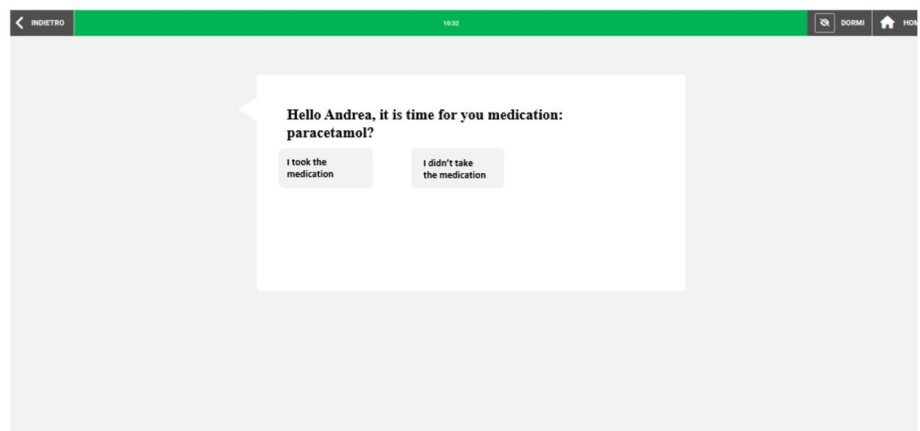 INDIETRO
10:32
DORMI
Hello Andrea, it is time for you medication:
paracetamol?
I took the
medication
I didn't take
the medication